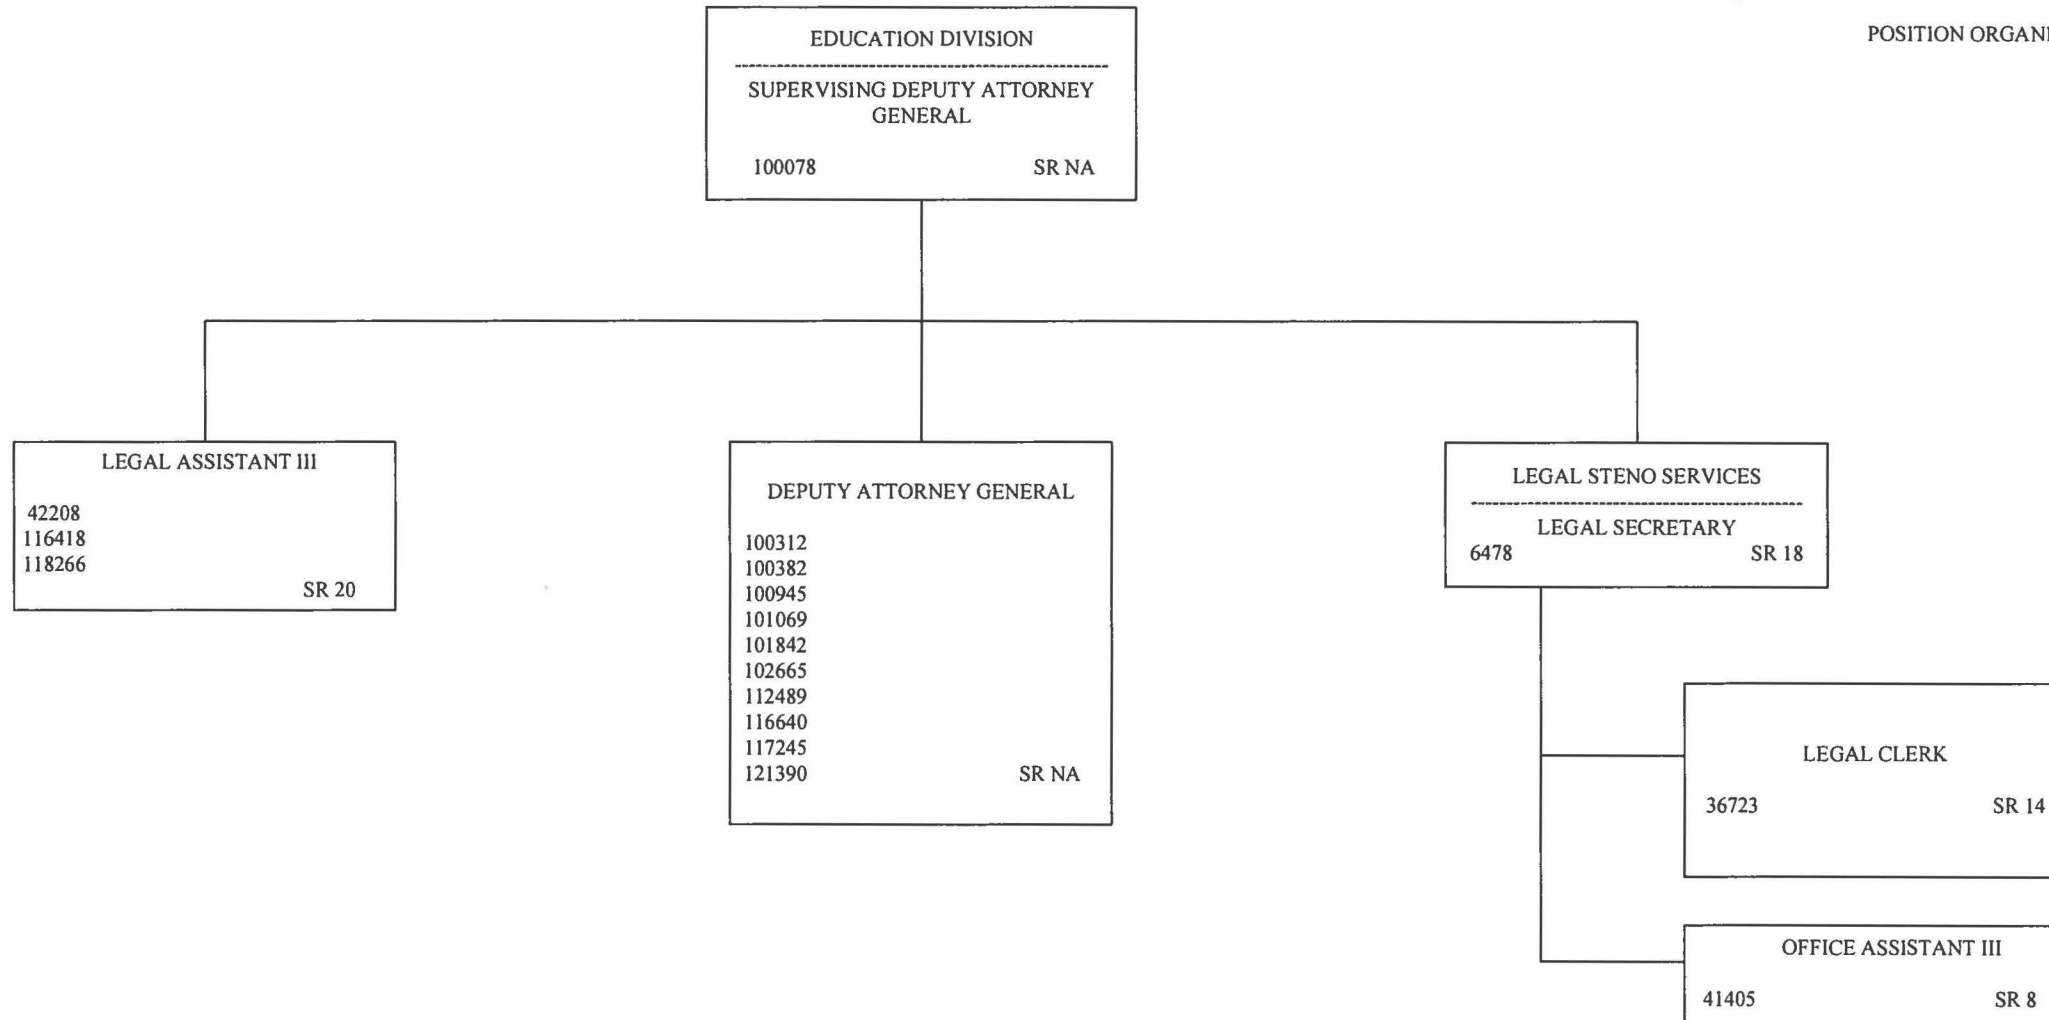 POSITION ORGANI
EDUCATION DIVISION
SUPERVISING DEPUTY ATTORNEY
GENERAL
100078 SR NA
LEGAL ASSISTANT III
42208
116418
118266
SR 20
DEPUTY ATTORNEY GENERAL
100312
100382
100945
101069
101842
102665
112489
116640
117245
121390 SR NA
LEGAL STENO SERVICES
LEGAL SECRETARY
6478 SR 18
LEGAL CLERK
36723 SR 14
OFFICE ASSISTANT III
41405 SR 8